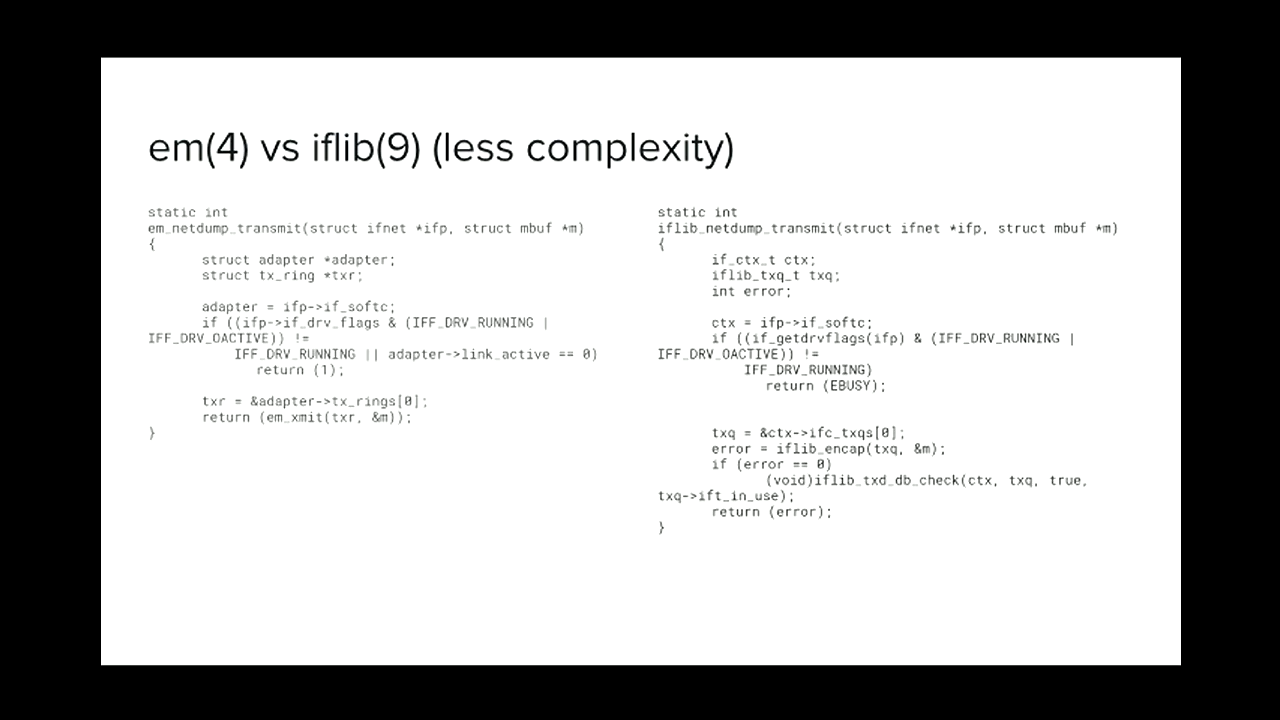 em(4) vs iflib(9) (less complexity)
static int
em_netdump_transmit(struct ifnet *ifp, struct mbuf *m)
{
struct adapter *adapter;
struct tx_ring *txr;
adapter = ifp->if_softc;
if ((ifp->if_drv_flags & (IFF_DRV_RUNNING |
IFF_DRV_OACTIVE)) !=
IFF_DRV_RUNNING || adapter->link_active == 0)
return (1);
txr = &adapter->tx_rings[0];
return (em_xmit(txr, &m));
}
static int
iflib_netdump_transmit(struct ifnet *ifp, struct mbuf *m)
{
if_ctx_t ctx;
iflib_txq_t txq;
int error;
ctx = ifp->if_softc;
if ((if_getdrvflags(ifp) & (IFF_DRV_RUNNING |
IFF_DRV_OACTIVE)) !=
IFF_DRV_RUNNING)
return (EBUSY);
txq = &ctx->ifc_txqs[0];
error = iflib_encap(txq, &m);
if (error == 0)
(void)iflib_txd_db_check(ctx, txq, true,
txq->ift_in_use);
return (error);
}